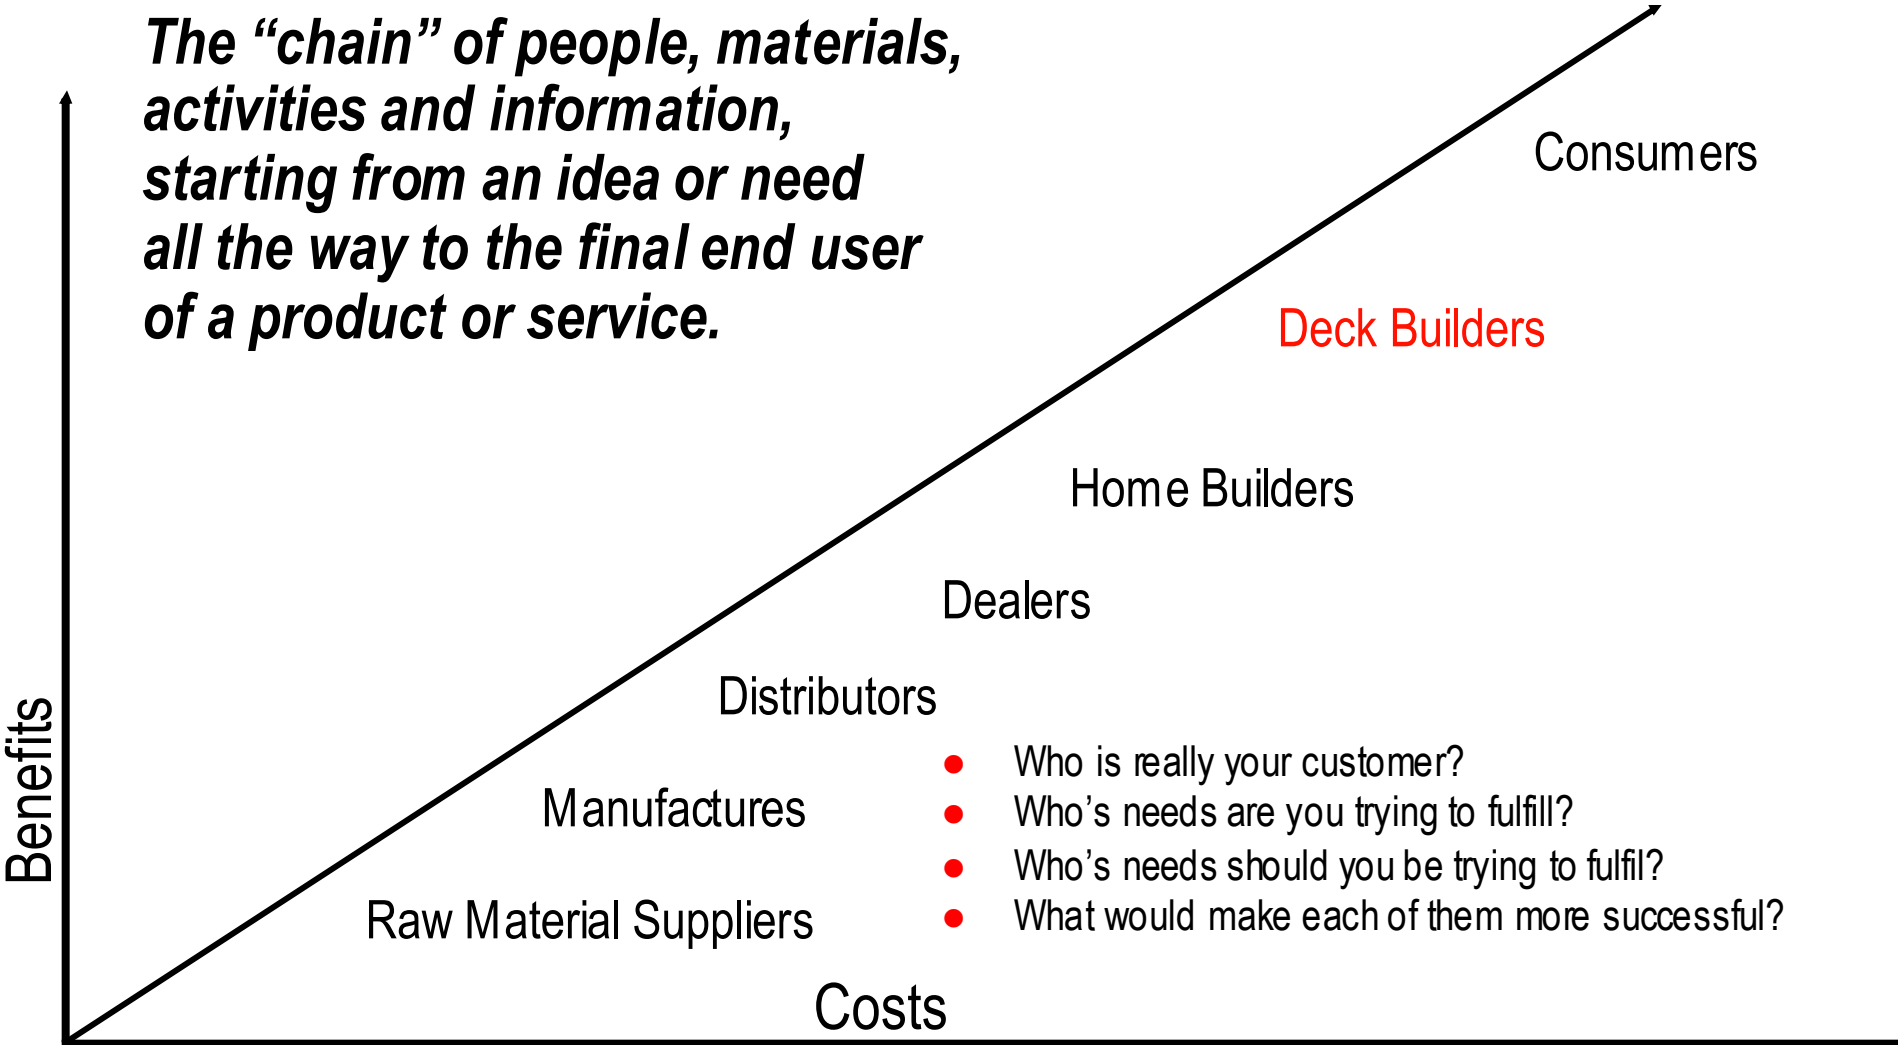 The “chain” of people, materials,
activities and information,
starting from an idea or need
all the way to the final end user
of a product or service.
Consumers
Deck Builders
Home Builders
Dealers
Distributors
Manufactures
Raw Material Suppliers
● Who is really your customer?
● Who’s needs are you trying to fulfill?
● Who’s needs should you be trying to fulfil?
● What would make each of them more successful?
Benefits
Costs